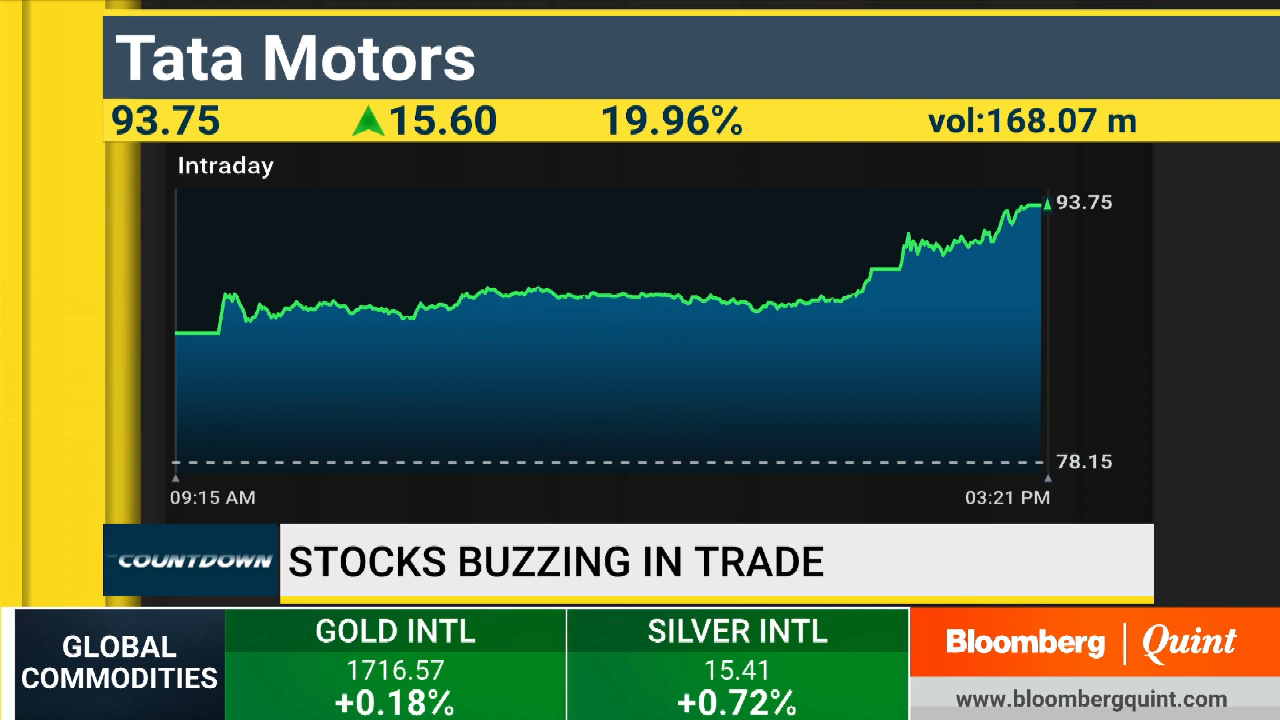 Tata Motors
93.75 ▲ 15.60 19.96% vol:168.07 m
Intraday
93.75
78.15
09:15 AM 03:21 PM
COUNTDOWN STOCKS BUZZING IN TRADE
GLOBAL COMMODITIES
GOLD INTL
1716.57
+0.18%
SILVER INTL
15.41
+0.72%
Bloomberg | Quint
www.bloombergquint.com